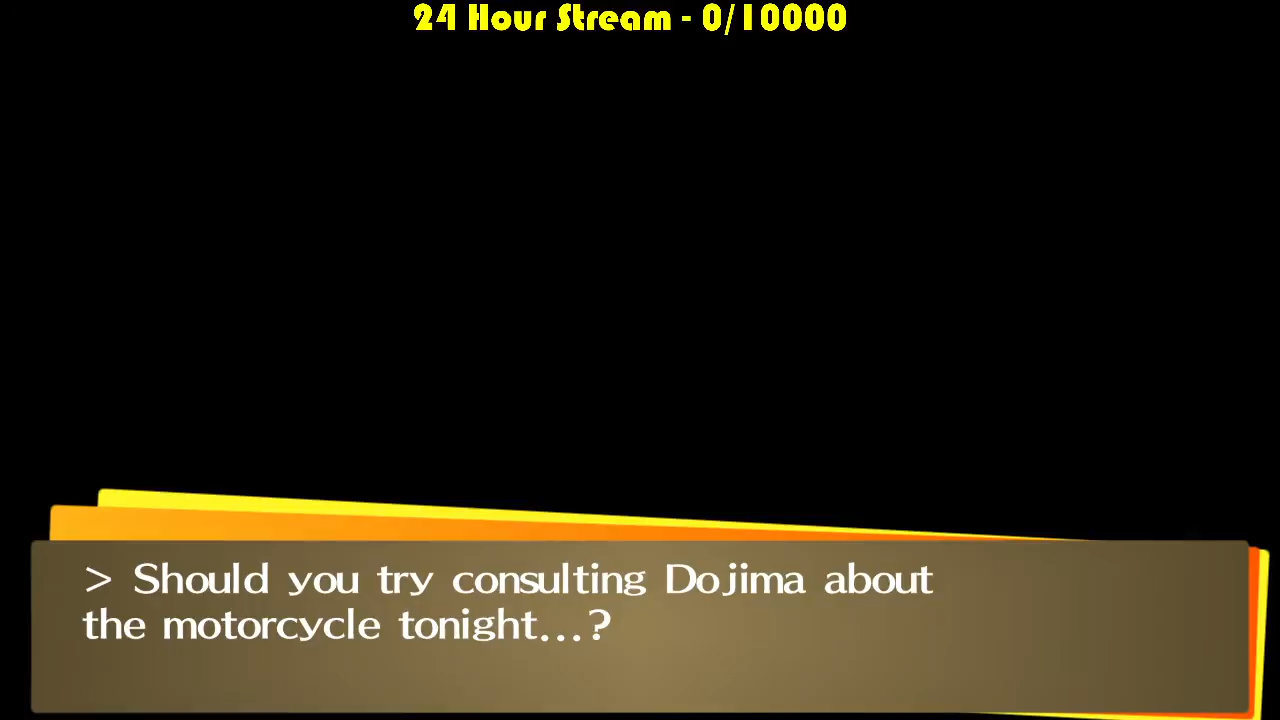 24 Hour Stream - 0/10000
> Should you try consulting Dojima about
the motorcycle tonight...?